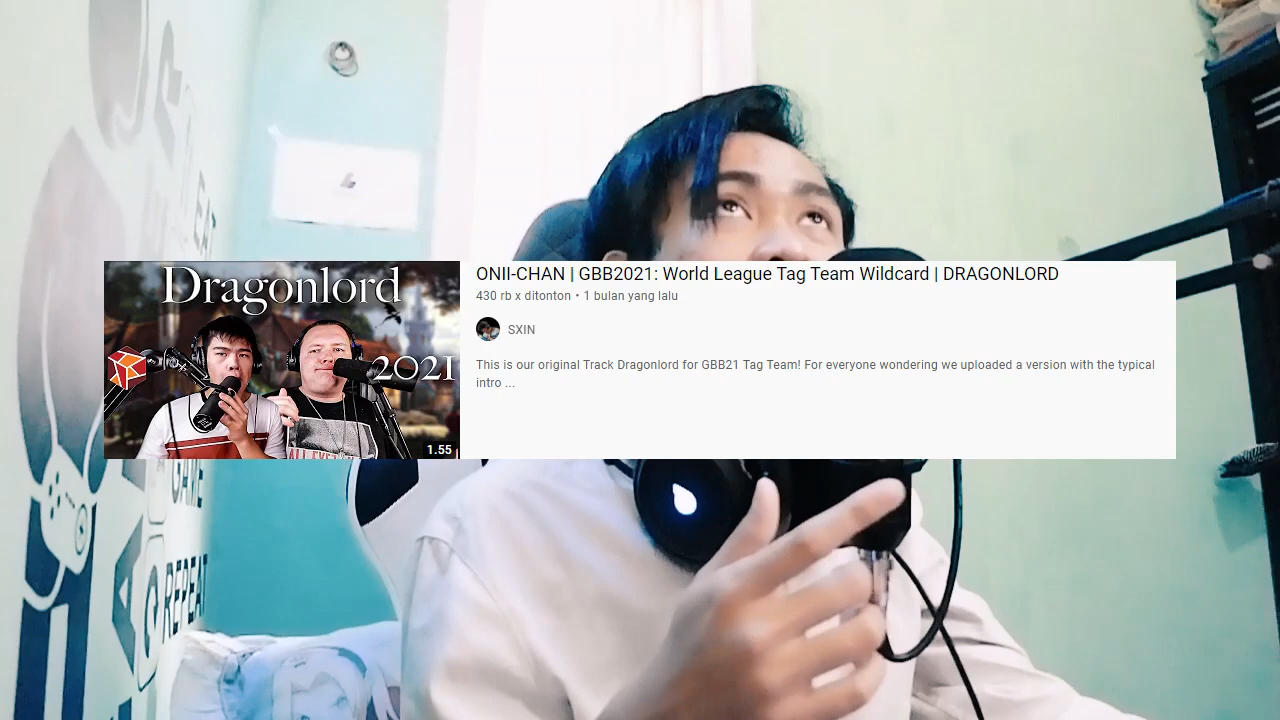 EAT
Dragonlord
2021
1.55
ONII-CHAN | GBB2021: World League Tag Team Wildcard | DRAGONLORD
430 rb x ditonton • 1 bulan yang lalu
SXIN
This is our original Track Dragonlord for GBB21 Tag Team! For everyone wondering we uploaded a version with the typical
intro ...
GAME
REPEAT